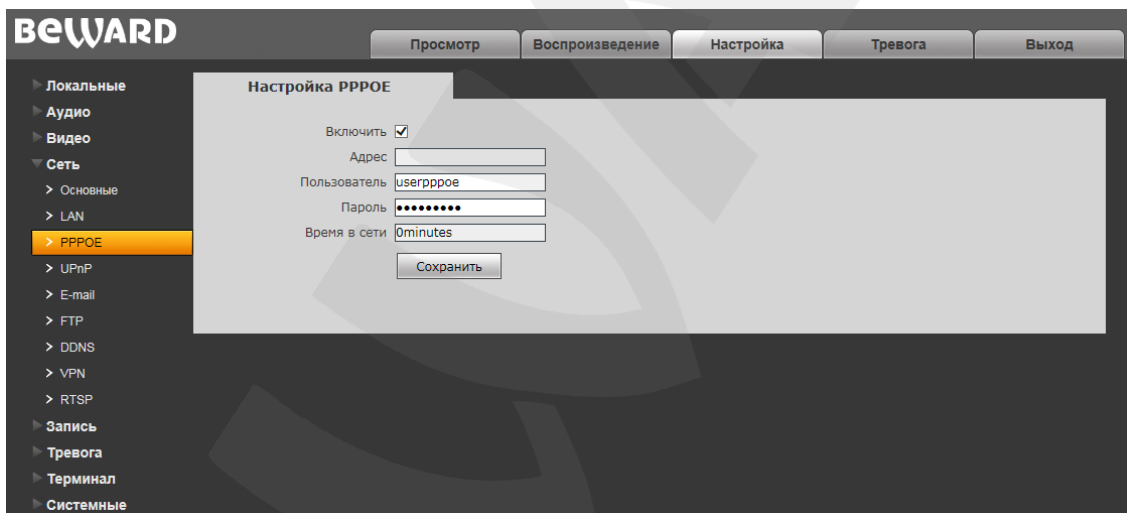 BEWARD
Просмотр
Воспроизведение
Настройка
Тревога
Выход
Локальные
Аудио
Видео
Сеть
Основные
LAN
PPPOE
UPnP
E-mail
FTP
DDNS
VPN
RTSP
Запись
Тревога
Терминал
Системные
Настройка PPPOE
Включить
Адрес
Пользователь userpppoe
Пароль •••••••••
Время в сети 0minutes
Сохранить